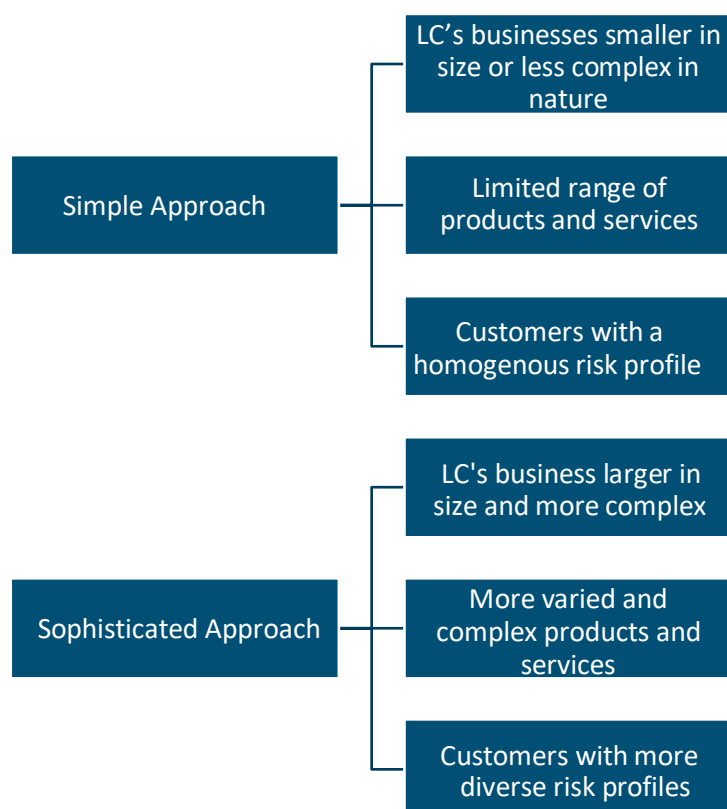 LC’s businesses smaller in
size or less complex in
nature
Simple Approach
Limited range of
products and services
Customers with a
homogenous risk profile
LC's business larger in
size and more complex
Sophisticated Approach
More varied and
complex products and
services
Customers with more
diverse risk profiles